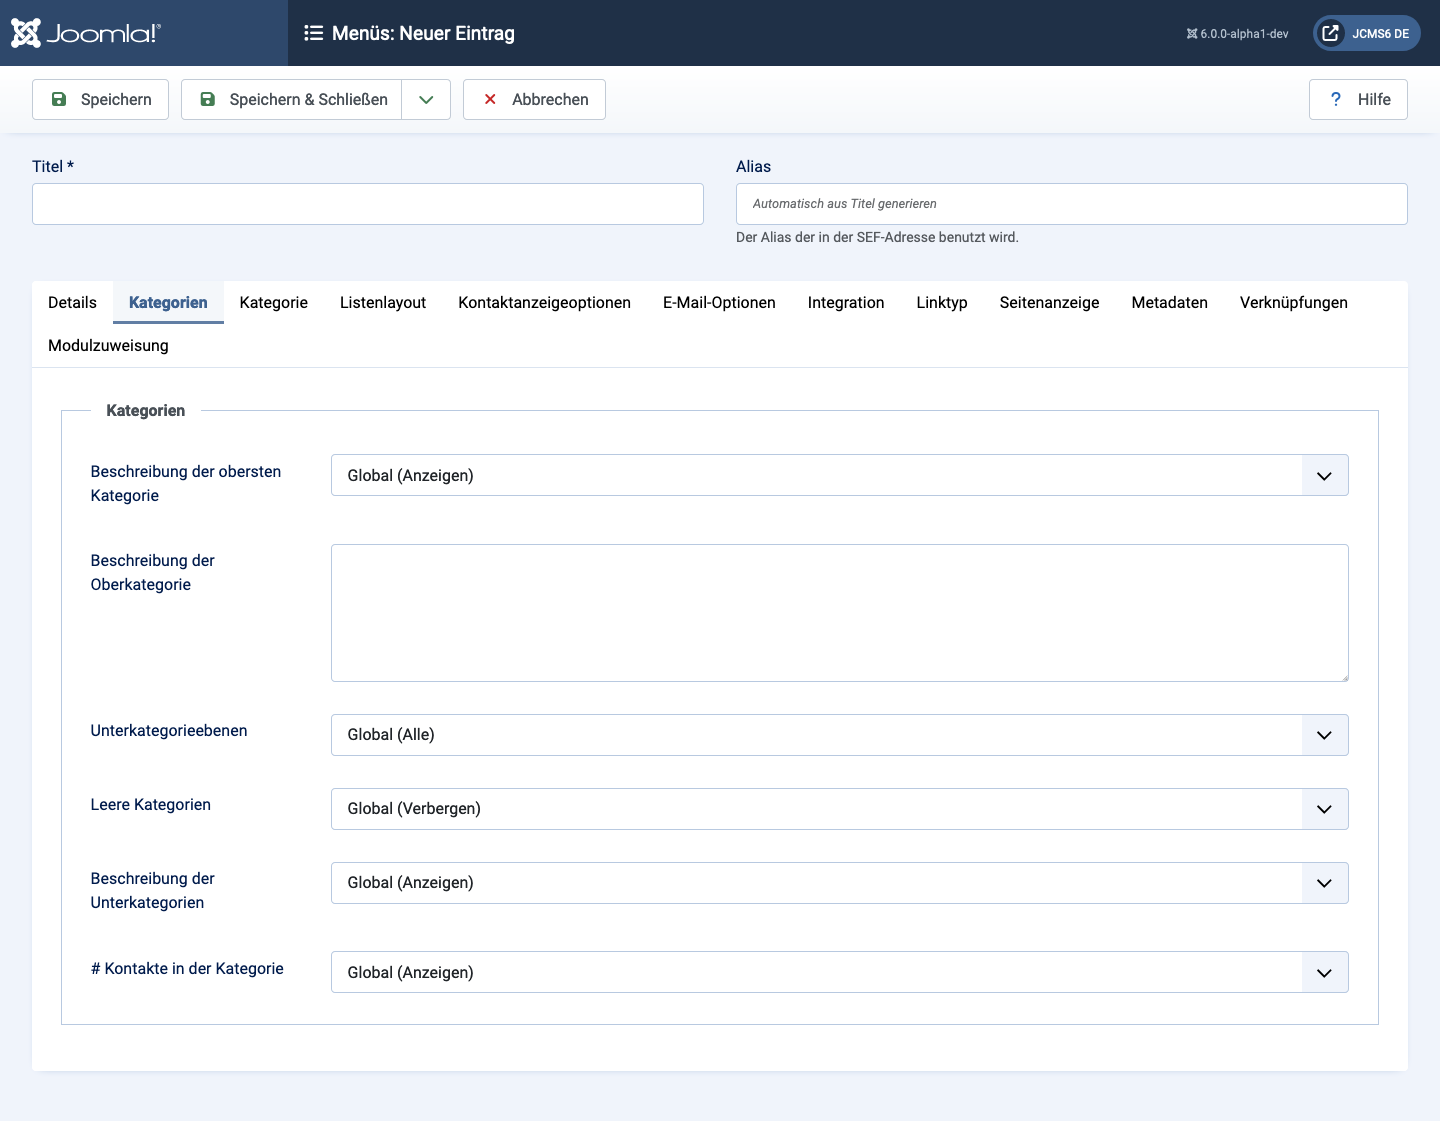 Joomla!®
Menüs: Neuer Eintrag
6.0.0-alpha1-dev
JCMS6 DE
Speichern
Speichern & Schließen
Abbrechen
? Hilfe
Titel *
Alias
Automatisch aus Titel generieren
Der Alias der in der SEF-Adresse benutzt wird.
Details Kategorien Kategorie Listenlayout Kontaktanzeigeoptionen E-Mail-Optionen Integration Linktyp Seitenanzeige Metadaten Verknüpfungen
Modulzuweisung
Kategorien
Beschreibung der obersten
Kategorie
Global (Anzeigen)
Beschreibung der
Oberkategorie
Unterkategorieebenen
Global (Alle)
Leere Kategorien
Global (Verbergen)
Beschreibung der
Unterkategorien
Global (Anzeigen)
# Kontakte in der Kategorie
Global (Anzeigen)